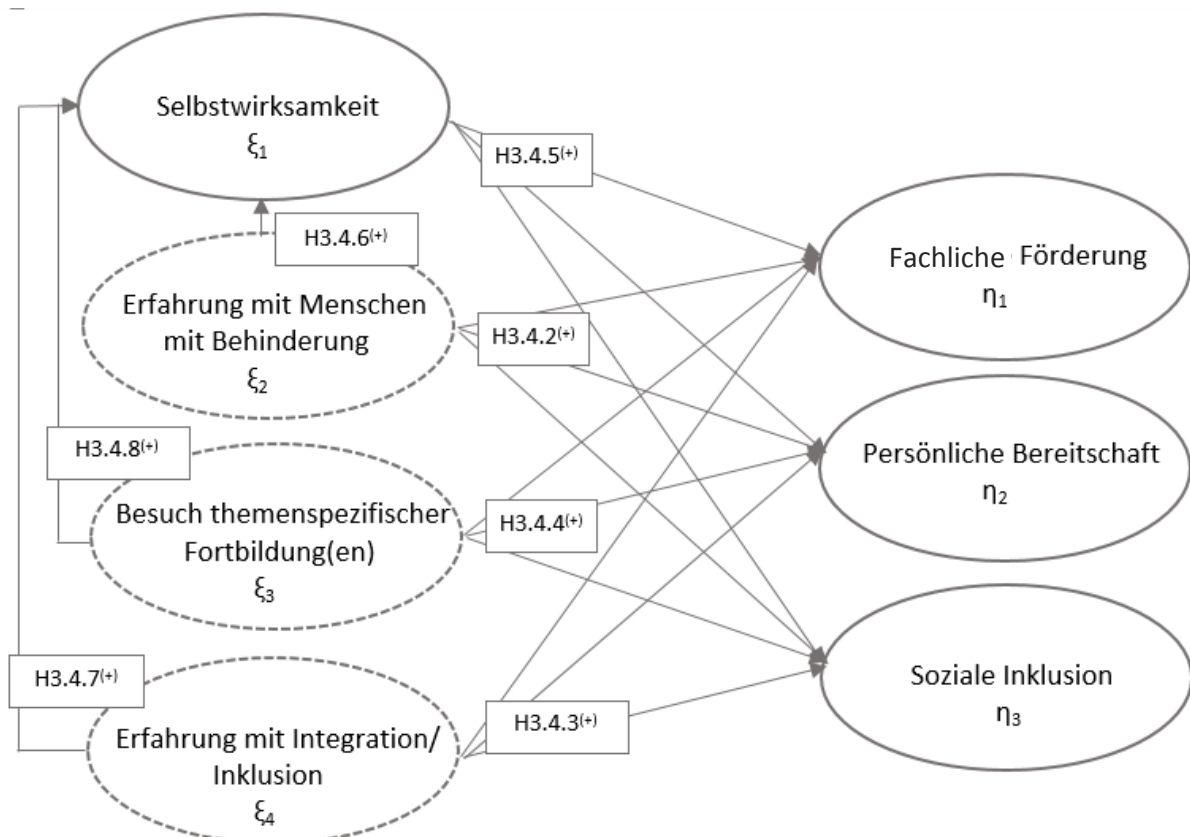 Selbstwirksamkeit
ξ₁
H3.4.5⁽⁺⁾
H3.4.6⁽⁺⁾
Fachliche Förderung
η₁
Erfahrung mit Menschen
mit Behinderung
ξ₂
H3.4.2⁽⁺⁾
H3.4.8⁽⁺⁾
Persönliche Bereitschaft
η₂
Besuch themenspezifischer
Fortbildung(en)
ξ₃
H3.4.4⁽⁺⁾
H3.4.7⁽⁺⁾
Soziale Inklusion
η₃
Erfahrung mit Integration/
Inklusion
ξ₄
H3.4.3⁽⁺⁾